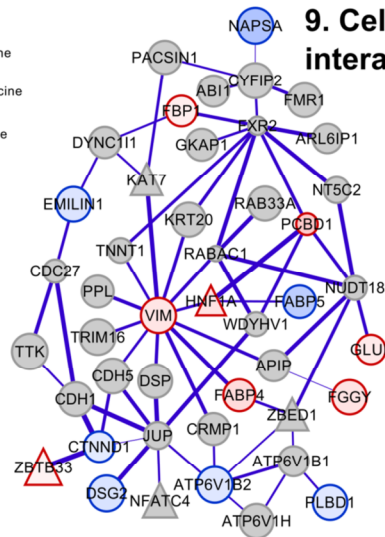 9. Cel
intera
ne
cine
e
NAPSA
PACSIN1
CYFIP2
ABI1
FMR1
FBP1
FXR2
ARL6IP1
GKAP1
DYNC1I1
KAT7
NT5C2
EMILIN1
RAB33A
KRT20
PCBD1
TNNT1
RABAC1
CDC27
NUDT18
PPL
HNF1A
FABP5
VIM
WDYHV1
TRIM16
TTK
GLU
APIP
CDH5
DSP
FABP4
FGGY
CDH1
ZBED1
CRMP1
JUP
CTNND1
ATP6V1B1
ZBTB33
ATP6V1B2
DSG2
NFATC4
PLBD1
ATP6V1H